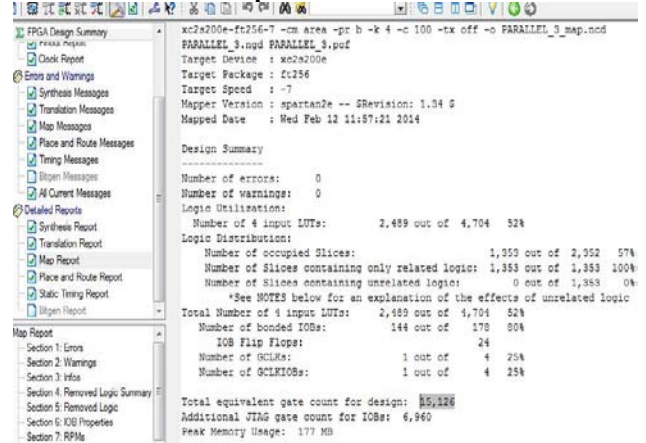 FPGA Design Summary
Pinout Report
Clock Report
Errors and Warnings
Synthesis Messages
Translation Messages
Map Messages
Place and Route Messages
Timing Messages
Bitgen Messages
All Current Messages
Detailed Reports
Synthesis Report
Translation Report
Map Report
Place and Route Report
Static Timing Report
Bitgen Report
Map Report
Section 1: Errors
Section 2: Warnings
Section 3: Infos
Section 4: Removed Logic Summary
Section 5: Removed Logic
Section 6: IOB Properties
Section 7: RPMs
xc2s200e-ft256-7 -cm area -pr b -k 4 -c 100 -tx off -o PARALLEL_3_map.ncd
PARALLEL_3.ngd PARALLEL_3.pcf
Target Device : xc2s200e
Target Package : ft256
Target Speed : -7
Mapper Version : spartan2e -- $Revision: 1.34 $
Mapped Date : Wed Feb 12 11:57:21 2014
Design Summary
--------------
Number of errors: 0
Number of warnings: 0
Logic Utilization:
Number of 4 input LUTs: 2,489 out of 4,704 52%
Logic Distribution:
Number of occupied Slices: 1,353 out of 2,352 57%
Number of Slices containing only related logic: 1,353 out of 1,353 100%
Number of Slices containing unrelated logic: 0 out of 1,353 0%
*See NOTES below for an explanation of the effects of unrelated logic
Total Number of 4 input LUTs: 2,489 out of 4,704 52%
Number of bonded IOBs: 144 out of 178 80%
IOB Flip Flops: 24
Number of GCLKs: 1 out of 4 25%
Number of GCLKIOBs: 1 out of 4 25%
Total equivalent gate count for design: 15,126
Additional JTAG gate count for IOBs: 6,960
Peak Memory Usage: 177 MB